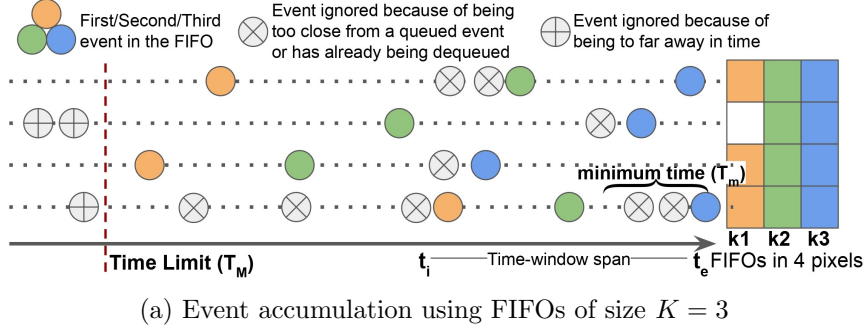 First/Second/Third
event in the FIFO
Event ignored because of being
too close from a queued event
or has already being dequeued
Event ignored because of
being to far away in time
minimum time (Tm)
k1 k2 k3
Time Limit (TM)
ti Time-window span te FIFOs in 4 pixels
(a) Event accumulation using FIFOs of size K = 3